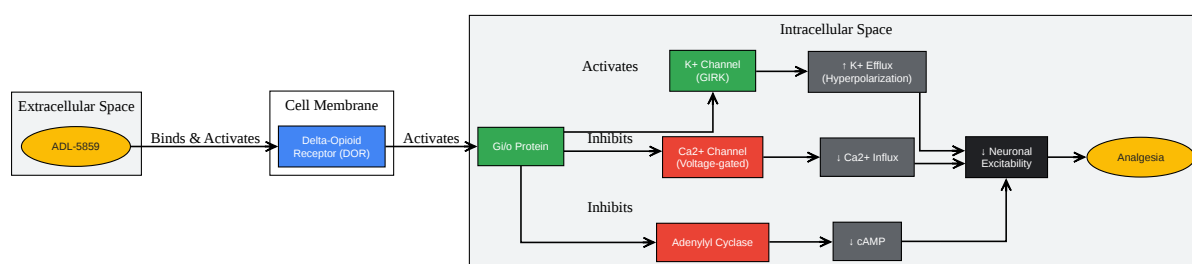 Extracellular Space
ADL-5859
Binds & Activates
Cell Membrane
Delta-Opioid
Receptor (DOR)
Activates
Intracellular Space
Gi/o Protein
Activates
K+ Channel
(GIRK)
↑ K+ Efflux
(Hyperpolarization)
Inhibits
Ca2+ Channel
(Voltage-gated)
↓ Ca2+ Influx
Inhibits
Adenylyl Cyclase
↓ cAMP
↓ Neuronal
Excitability
Analgesia